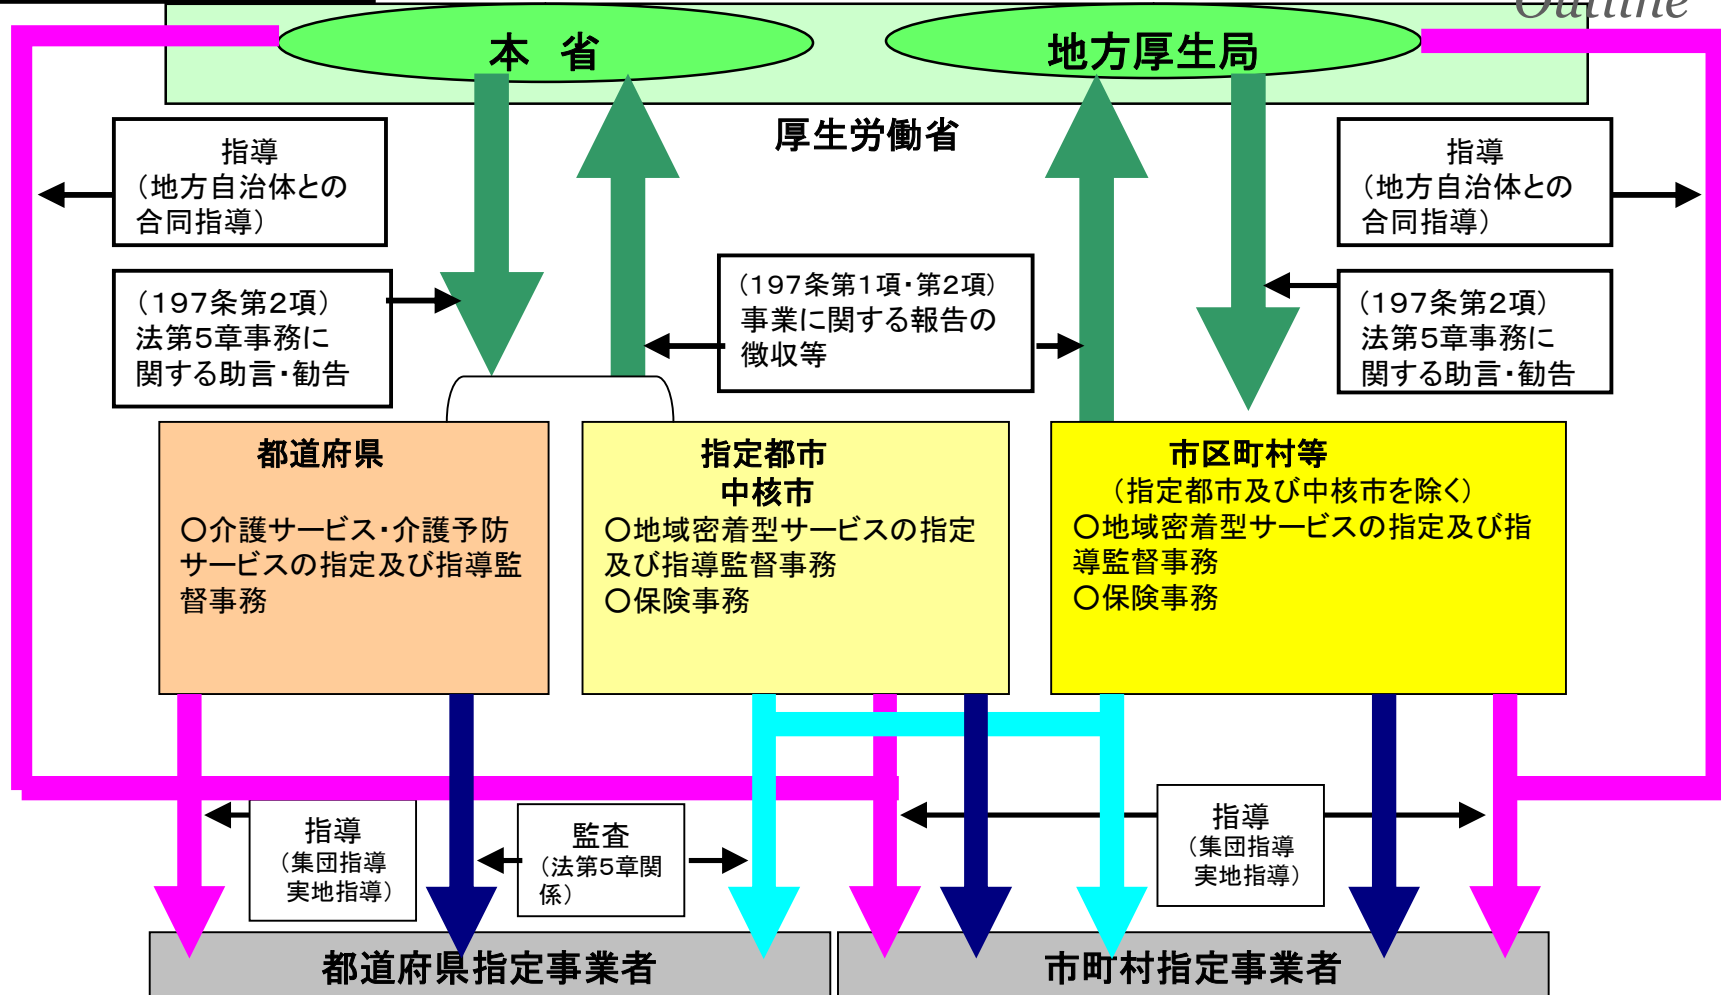 Outline
本　省
地方厚生局
厚生労働省
指導
（地方自治体との
合同指導）
指導
（地方自治体との
合同指導）
（197条第2項）
法第5章事務に
関する助言・勧告
（197条第1項・第2項）
事業に関する報告の
徴収等
（197条第2項）
法第5章事務に
関する助言・勧告
都道府県
○介護サービス・介護予防
サービスの指定及び指導監
督事務
指定都市
中核市
○地域密着型サービスの指定
及び指導監督事務
○保険事務
市区町村等
（指定都市及び中核市を除く）
○地域密着型サービスの指定及び指
導監督事務
○保険事務
指導
（集団指導
実地指導）
監査
（法第5章関
係）
指導
（集団指導
実地指導）
都道府県指定事業者
市町村指定事業者